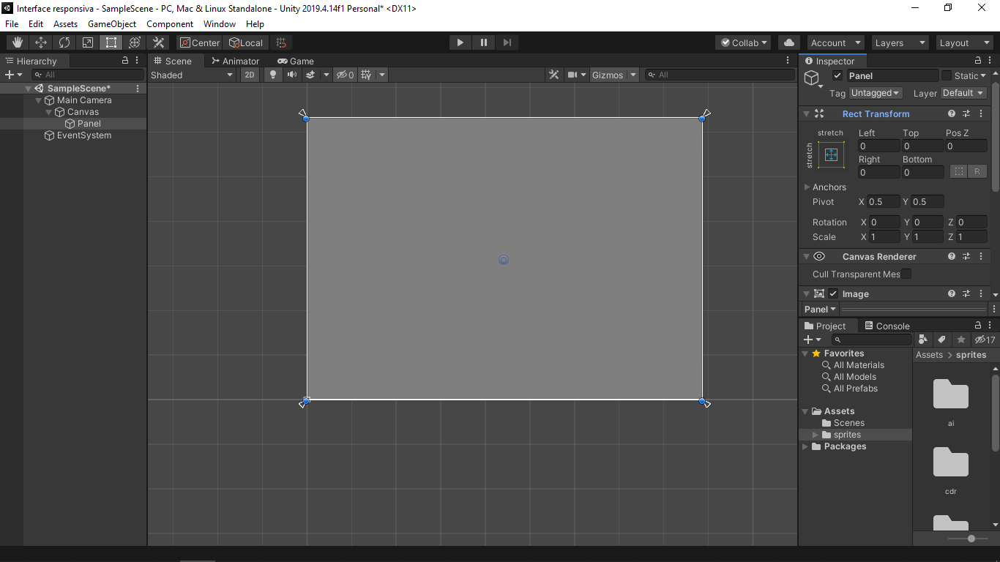 Interface responsiva - SampleScene - PC, Mac & Linux Standalone - Unity 2019.4.14f1 Personal* <DX11>
File Edit Assets GameObject Component Window Help
Center Local Collab Account Layers Layout
Hierarchy Scene Animator Game Inspector
All Shaded 2D 0 Gizmos All Panel Static
SampleScene*
Main Camera
Canvas
Panel
EventSystem
Tag Untagged Layer Default
Rect Transform
stretch Left Top Pos Z
stretch 0 0 0
Right Bottom
0 0 R
Anchors
Pivot X 0.5 Y 0.5
Rotation X 0 Y 0 Z 0
Scale X 1 Y 1 Z 1
Canvas Renderer
Cull Transparent Mes
Image
Panel
Project Console
17
Favorites Assets > sprites
All Materials
All Models
All Prefabs
Assets
Scenes
sprites
Packages
ai
cdr